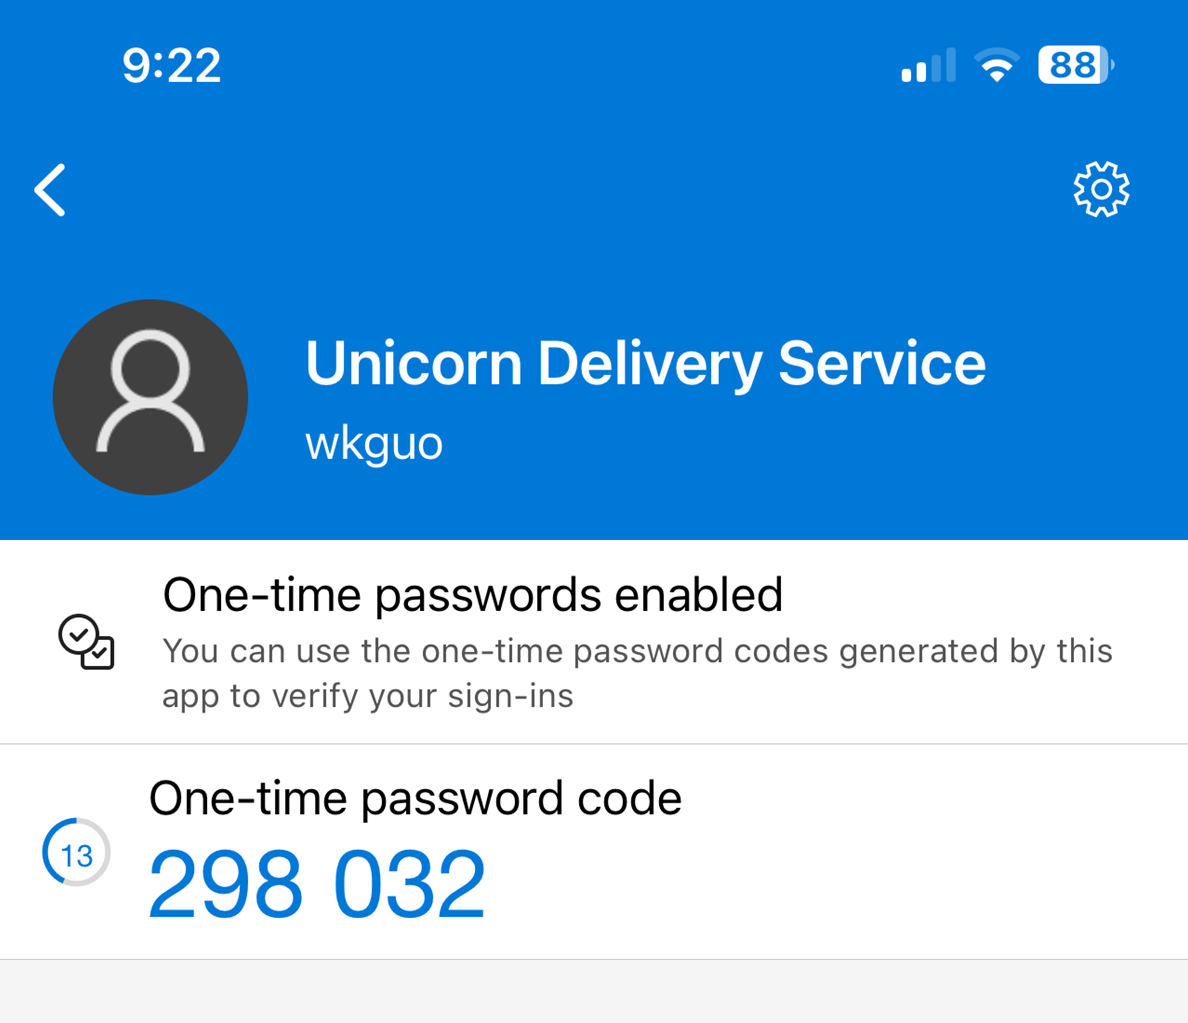 9:22
88
Unicorn Delivery Service
wkguo
One-time passwords enabled
You can use the one-time password codes generated by this
app to verify your sign-ins
One-time password code
13
298 032